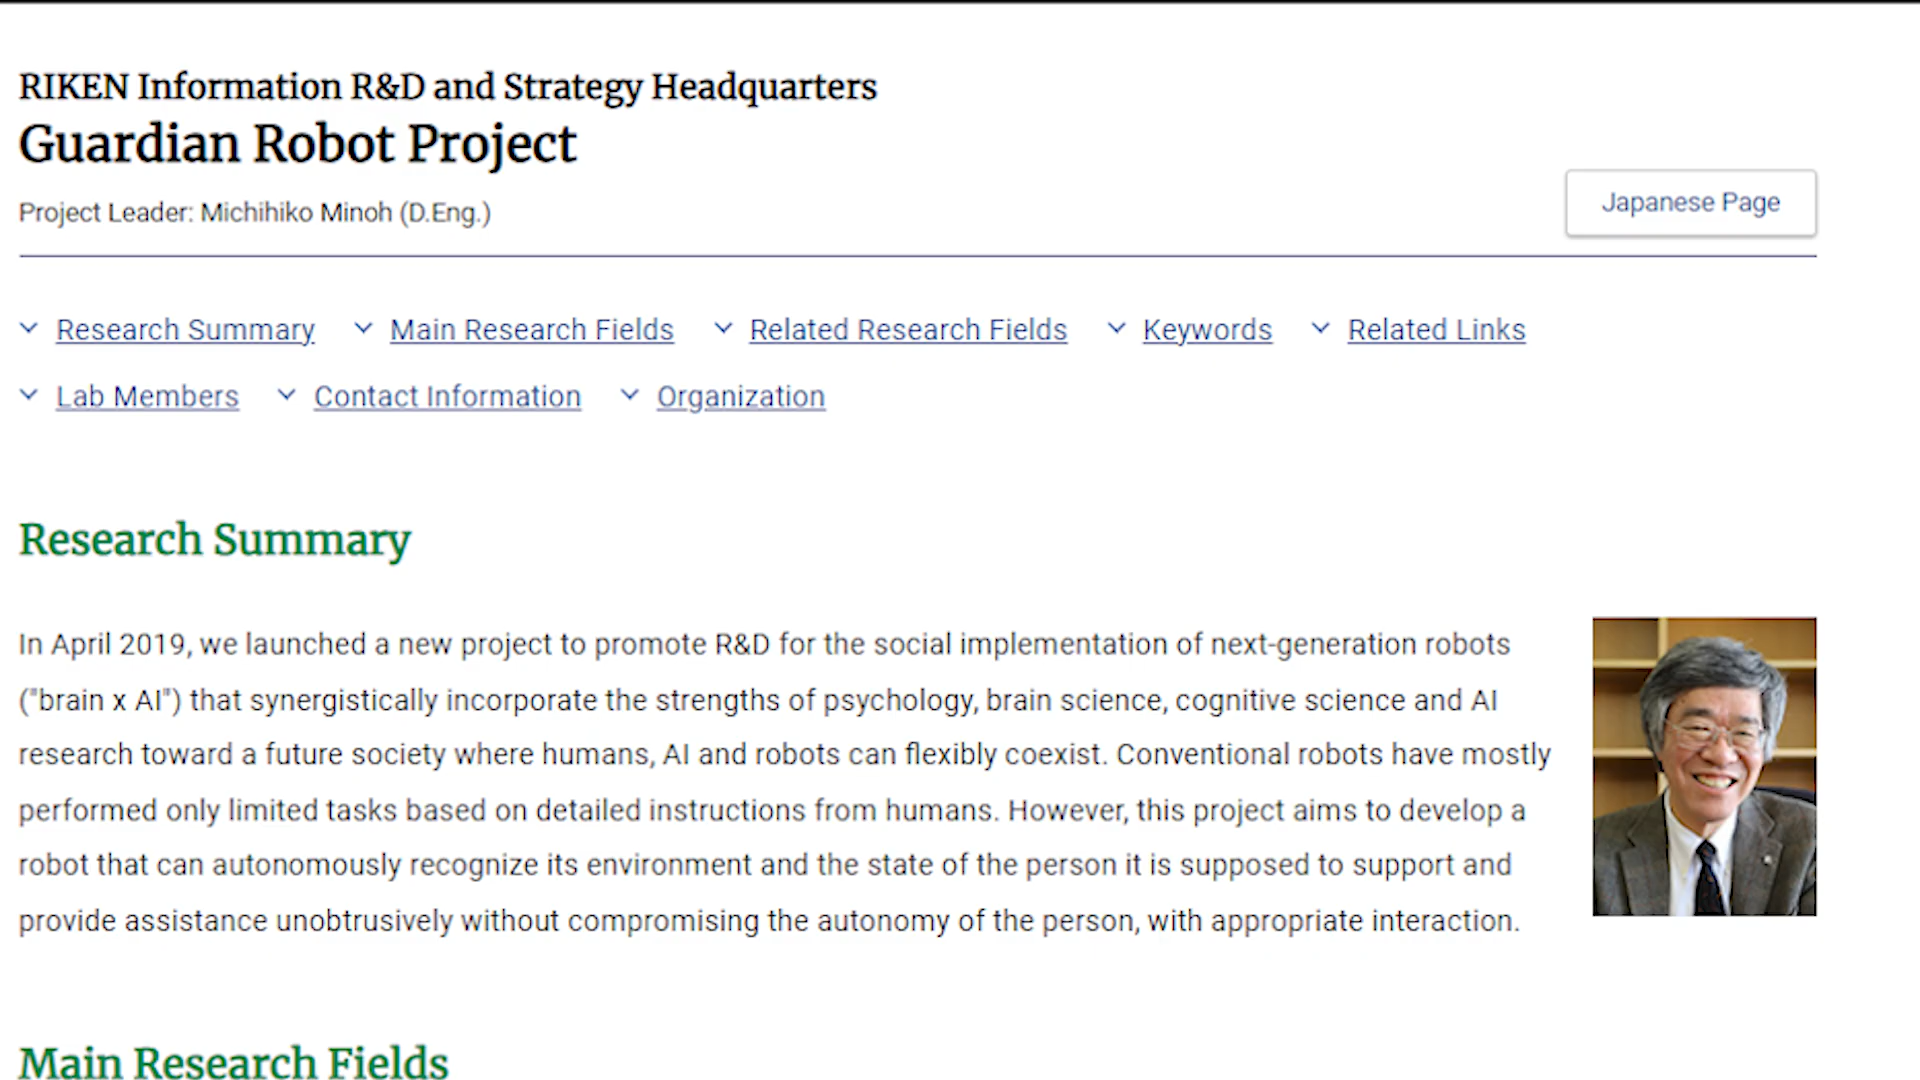 RIKEN Information R&D and Strategy Headquarters
Guardian Robot Project
Project Leader: Michihiko Minoh (D.Eng.)
Japanese Page
Research Summary Main Research Fields Related Research Fields Keywords Related Links
Lab Members Contact Information Organization
Research Summary
In April 2019, we launched a new project to promote R&D for the social implementation of next-generation robots
("brain x AI") that synergistically incorporate the strengths of psychology, brain science, cognitive science and AI
research toward a future society where humans, AI and robots can flexibly coexist. Conventional robots have mostly
performed only limited tasks based on detailed instructions from humans. However, this project aims to develop a
robot that can autonomously recognize its environment and the state of the person it is supposed to support and
provide assistance unobtrusively without compromising the autonomy of the person, with appropriate interaction.
Main Research Fields